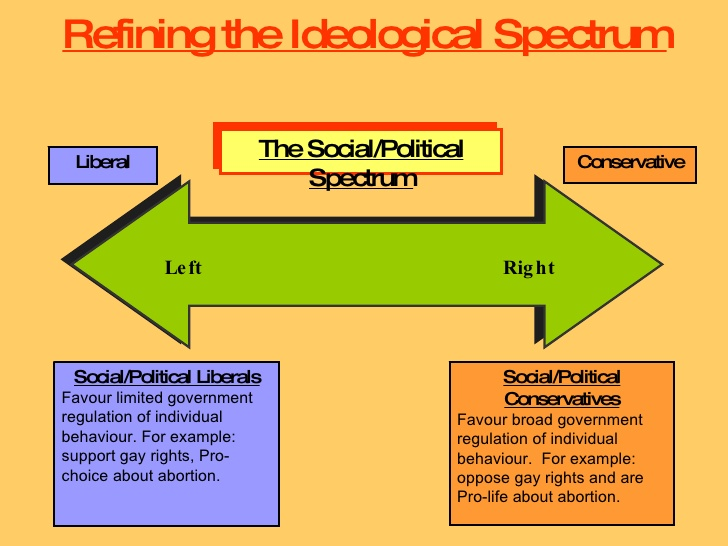 Refining the Ideological Spectrum
The Social/Political
Spectrum
Liberal
Conservative
Left
Right
Social/Political Liberals
Favour limited government
regulation of individual
behaviour. For example:
support gay rights, Pro-
choice about abortion.
Social/Political
Conservatives
Favour broad government
regulation of individual
behaviour.  For example:
oppose gay rights and are
Pro-life about abortion.